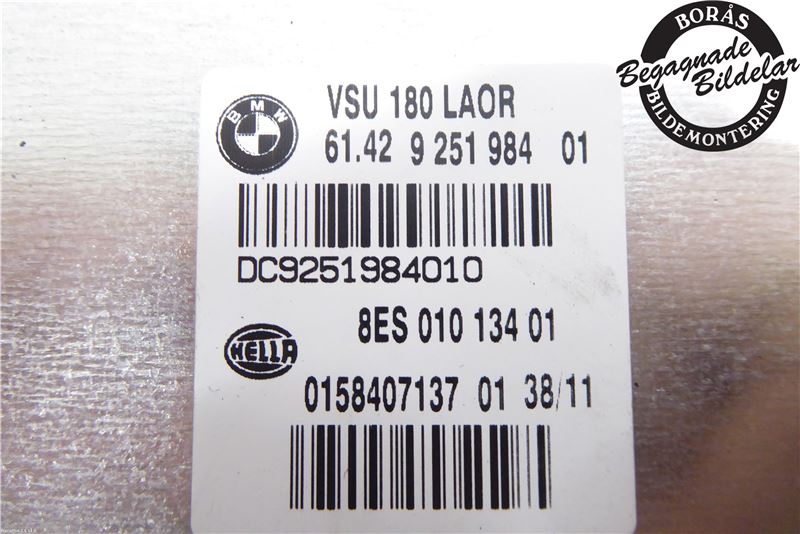 BORÅS
Begagnade
Bildelar
BILDEMONTERING
BMW
VSU 180 LAOR
61.42 9 251 984 01
DC9251984010
8ES 010 134 01
HELLA
0158407137 01 38/11